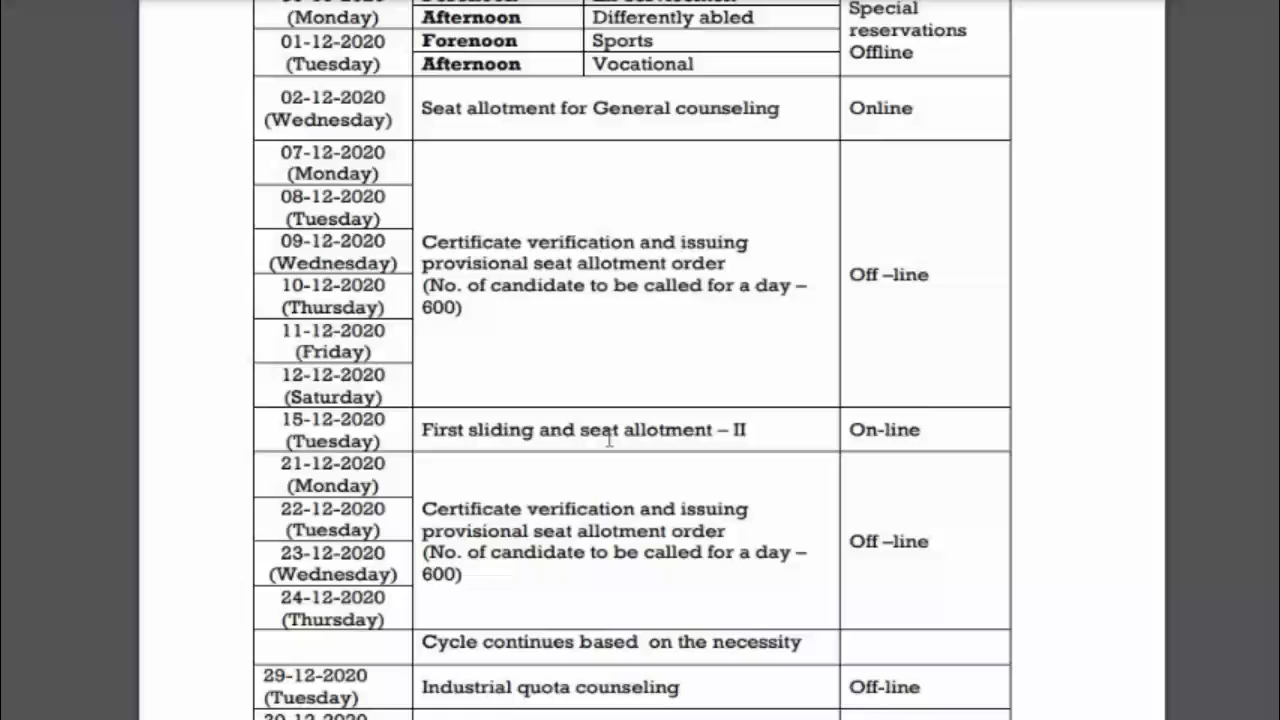 (Monday)
Afternoon
Differently abled
Special
reservations
Offline
01-12-2020
(Tuesday)
Forenoon
Sports
Afternoon
Vocational
02-12-2020
(Wednesday)
Seat allotment for General counseling
Online
07-12-2020
(Monday)
08-12-2020
(Tuesday)
09-12-2020
(Wednesday)
10-12-2020
(Thursday)
11-12-2020
(Friday)
12-12-2020
(Saturday)
Certificate verification and issuing
provisional seat allotment order
(No. of candidate to be called for a day –
600)
Off –line
15-12-2020
(Tuesday)
First sliding and seat allotment – II
On-line
21-12-2020
(Monday)
22-12-2020
(Tuesday)
23-12-2020
(Wednesday)
24-12-2020
(Thursday)
Certificate verification and issuing
provisional seat allotment order
(No. of candidate to be called for a day –
600)
Off –line
Cycle continues based on the necessity
29-12-2020
(Tuesday)
Industrial quota counseling
Off-line